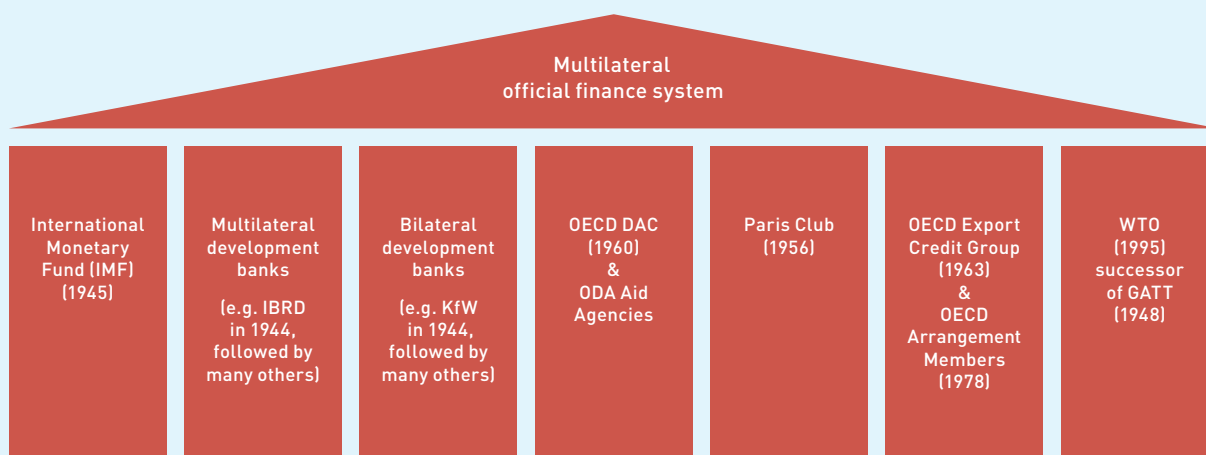 Multilateral
official finance system
International
Monetary
Fund (IMF)
(1945)
Multilateral
development
banks
(e.g. IBRD
in 1944,
followed by
many others)
Bilateral
development
banks
(e.g. KfW
in 1944,
followed by
many others)
OECD DAC
(1960)
&
ODA Aid
Agencies
Paris Club
(1956)
OECD Export
Credit Group
(1963)
&
OECD
Arrangement
Members
(1978)
WTO
(1995)
successor
of GATT
(1948)